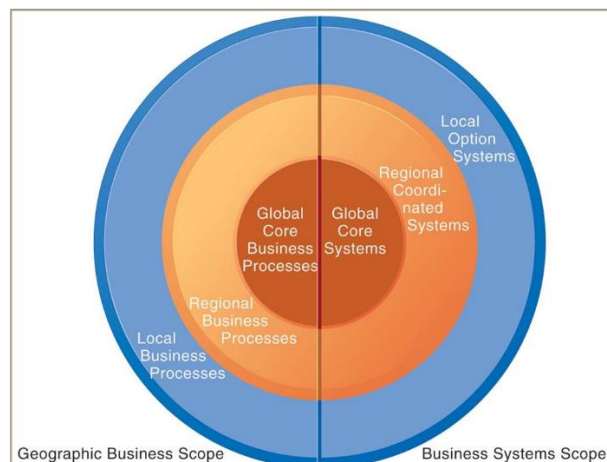 Local
Option
Systems
Regional
Coordi-
nated
Systems
Global
Core
Business
Processes
Global
Core
Systems
Regional
Business
Processes
Local
Business
Processes
Geographic Business Scope
Business Systems Scope